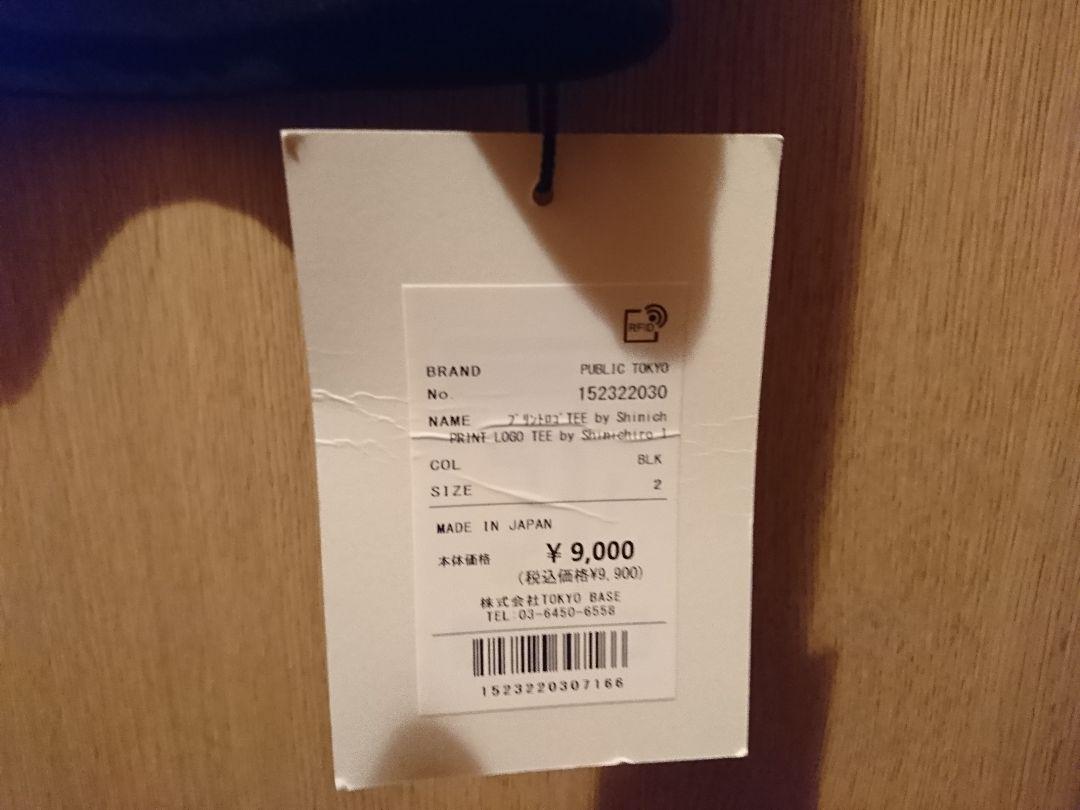 RFID
BRAND PUBLIC TOKYO
No. 152322030
NAME プリントロゴTEE by Shinich
PRINT LOGO TEE by Shinichiro I
COL BLK
SIZE 2
MADE IN JAPAN
本体価格 ¥ 9,000
(税込価格¥9,900)
株式会社TOKYO BASE
TEL:03-6450-6558
1523220307166